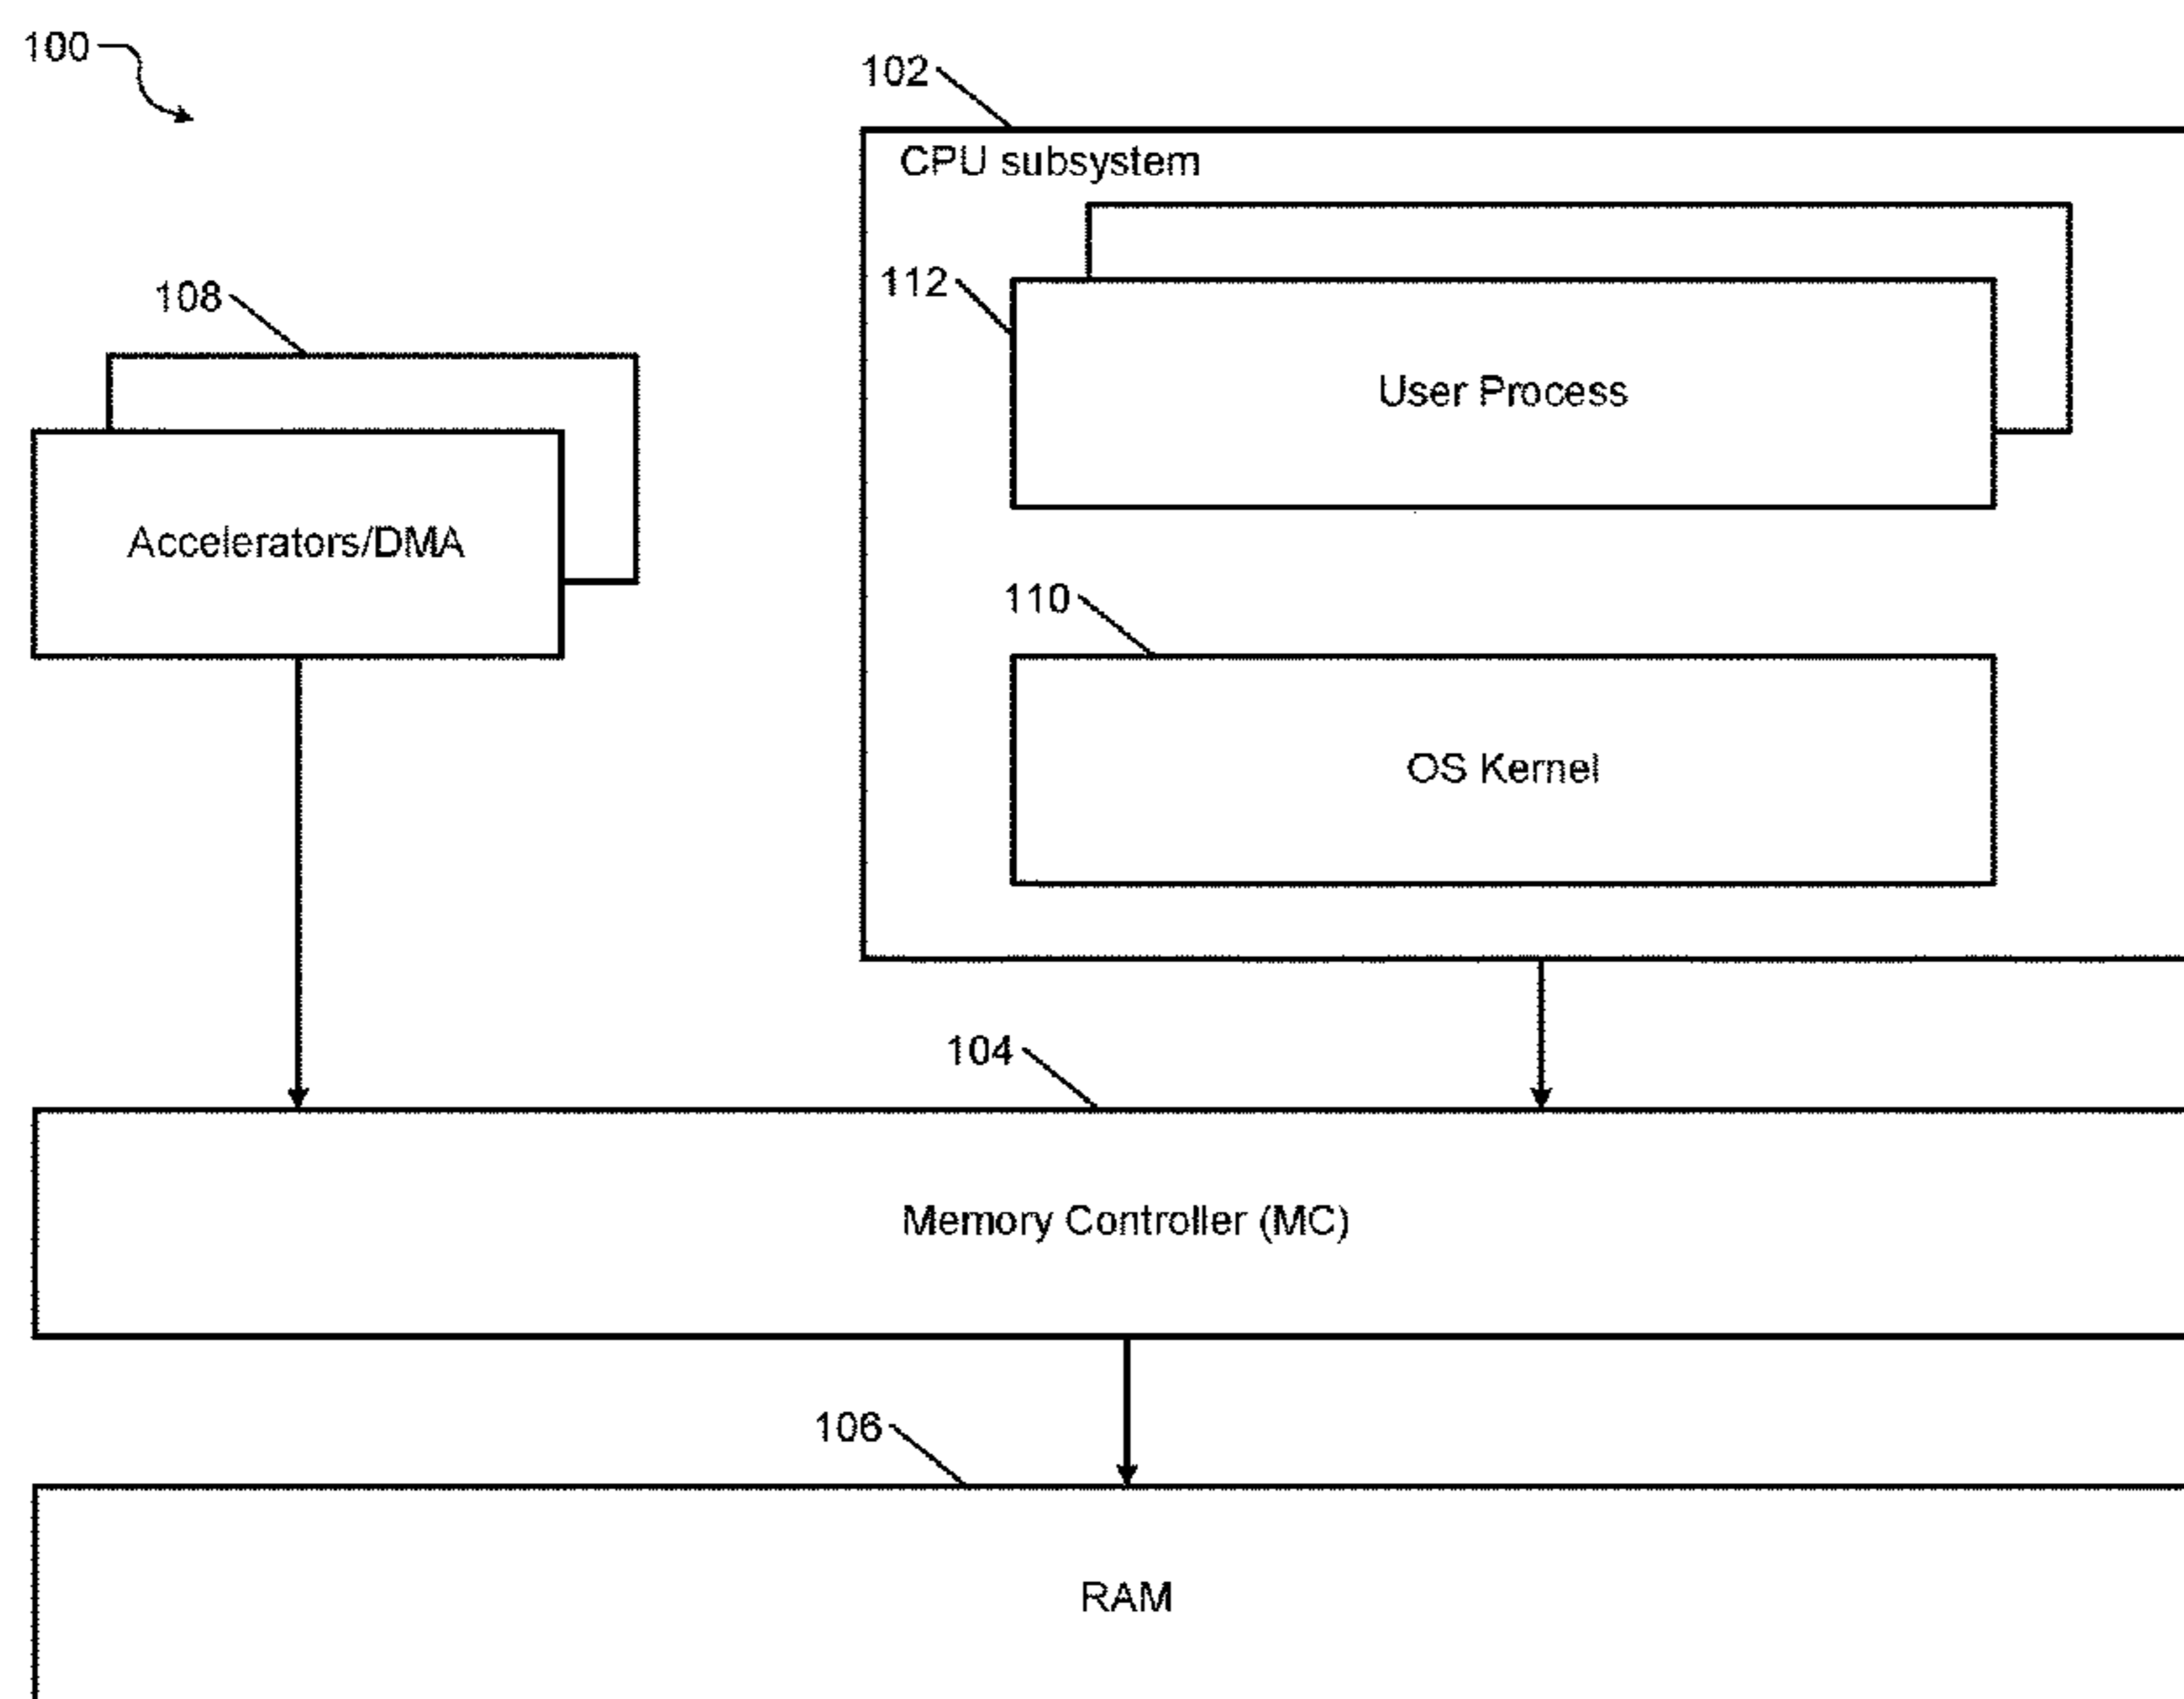 100
102
CPU subsystem
112
User Process
108
Accelerators/DMA
110
OS Kernel
104
Memory Controller (MC)
106
RAM